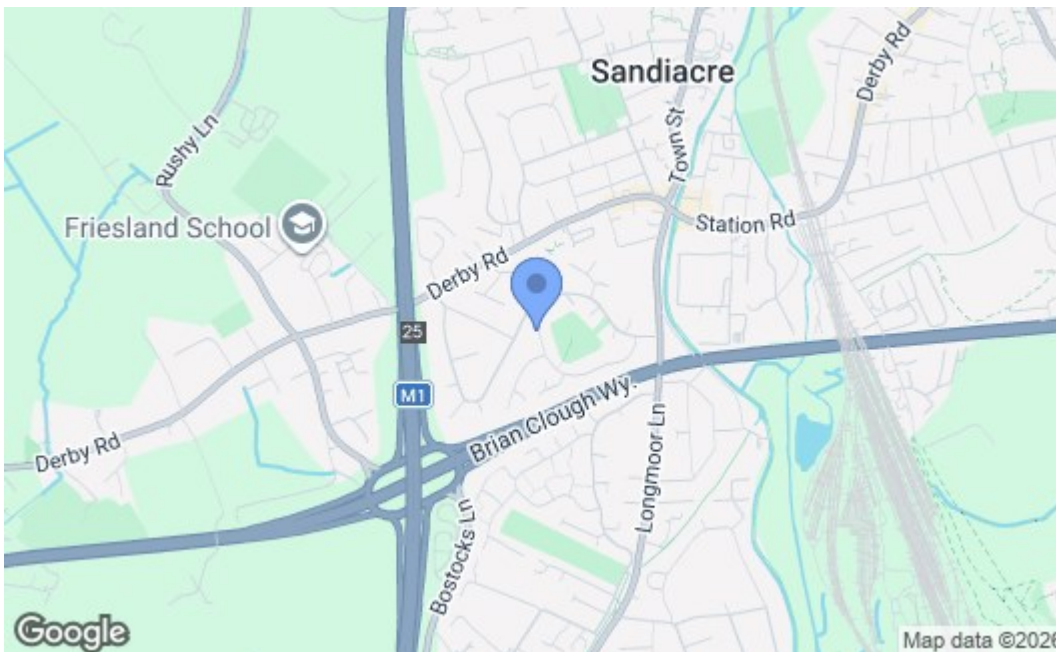 Sandiacre
Derby Rd
Town St
Rushy Ln
Friesland School
Station Rd
Derby Rd
25
M1
Brian Clough Wy.
Longmoor Ln
Derby Rd
Bostocks Ln
Google
Map data ©2026